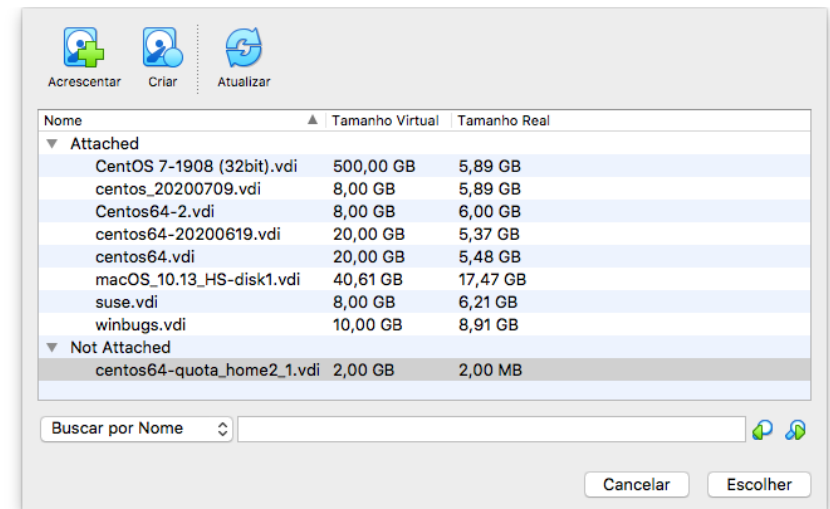 Acrescentar Criar Atualizar
Nome Tamanho Virtual Tamanho Real
Attached
CentOS 7-1908 (32bit).vdi 500,00 GB 5,89 GB
centos_20200709.vdi 8,00 GB 5,89 GB
Centos64-2.vdi 8,00 GB 6,00 GB
centos64-20200619.vdi 20,00 GB 5,37 GB
centos64.vdi 20,00 GB 5,48 GB
macOS_10.13_HS-disk1.vdi 40,61 GB 17,47 GB
suse.vdi 8,00 GB 6,21 GB
winbugs.vdi 10,00 GB 8,91 GB
Not Attached
centos64-quota_home2_1.vdi 2,00 GB 2,00 MB
Buscar por Nome
Cancelar Escolher